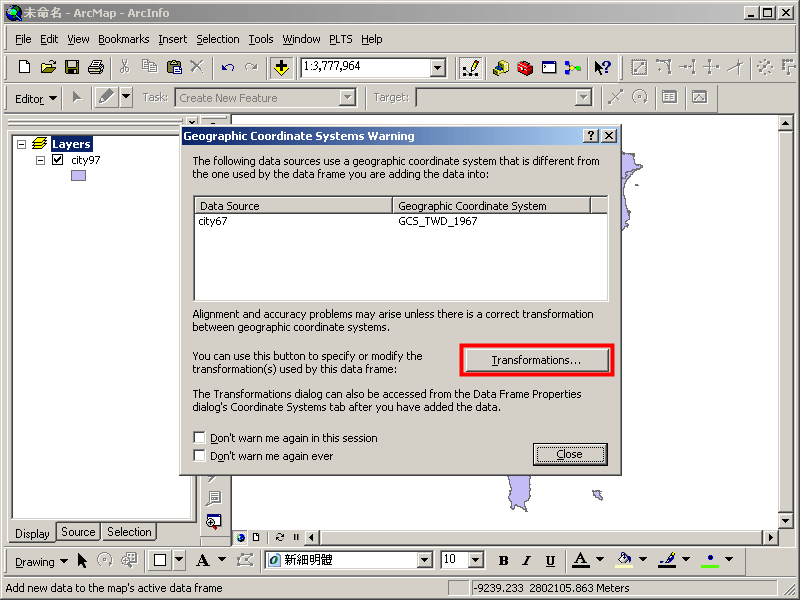 未命名 - ArcMap - ArcInfo
File Edit View Bookmarks Insert Selection Tools Window PLTS Help
1:3,777,964
Editor Task: Create New Feature Target:
Layers
city97
Geographic Coordinate Systems Warning
The following data sources use a geographic coordinate system that is different from
the one used by the data frame you are adding the data into:
Data Source Geographic Coordinate System
city67 GCS_TWD_1967
Alignment and accuracy problems may arise unless there is a correct transformation
between geographic coordinate systems.
You can use this button to specify or modify the
transformation(s) used by this data frame:
Transformations...
The Transformations dialog can also be accessed from the Data Frame Properties
dialog's Coordinate Systems tab after you have added the data.
Don't warn me again in this session
Don't warn me again ever
Close
Display Source Selection
Drawing A 新細明體 10 B I U A
Add new data to the map's active data frame
-9239.233 2802105.863 Meters